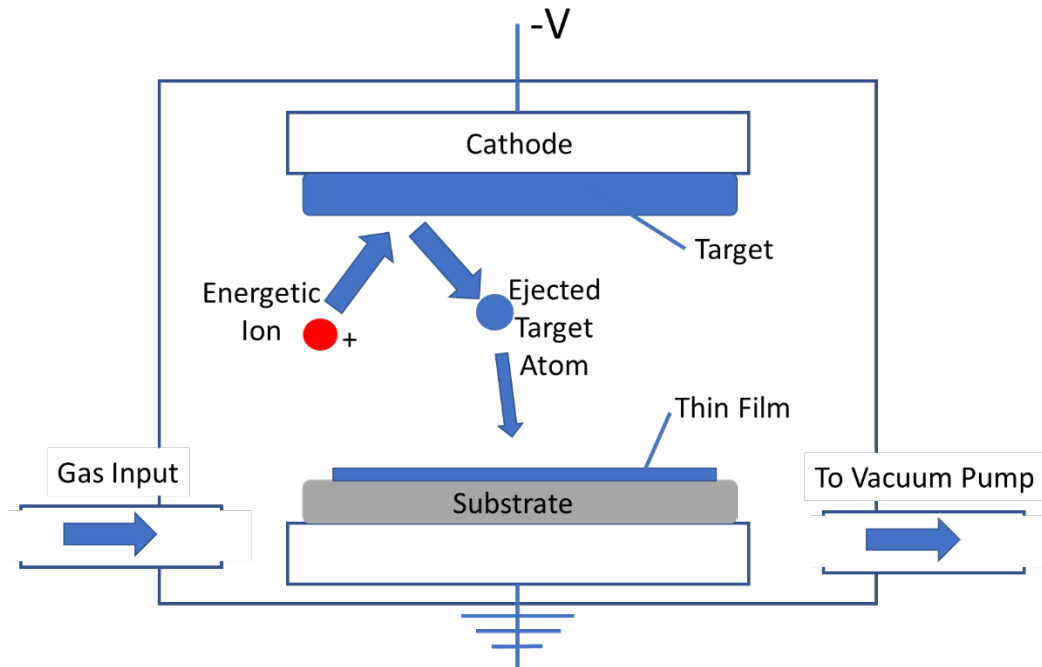 -V
Cathode
Target
Energetic
Ion
+
Ejected
Target
Atom
Thin Film
Gas Input
To Vacuum Pump
Substrate